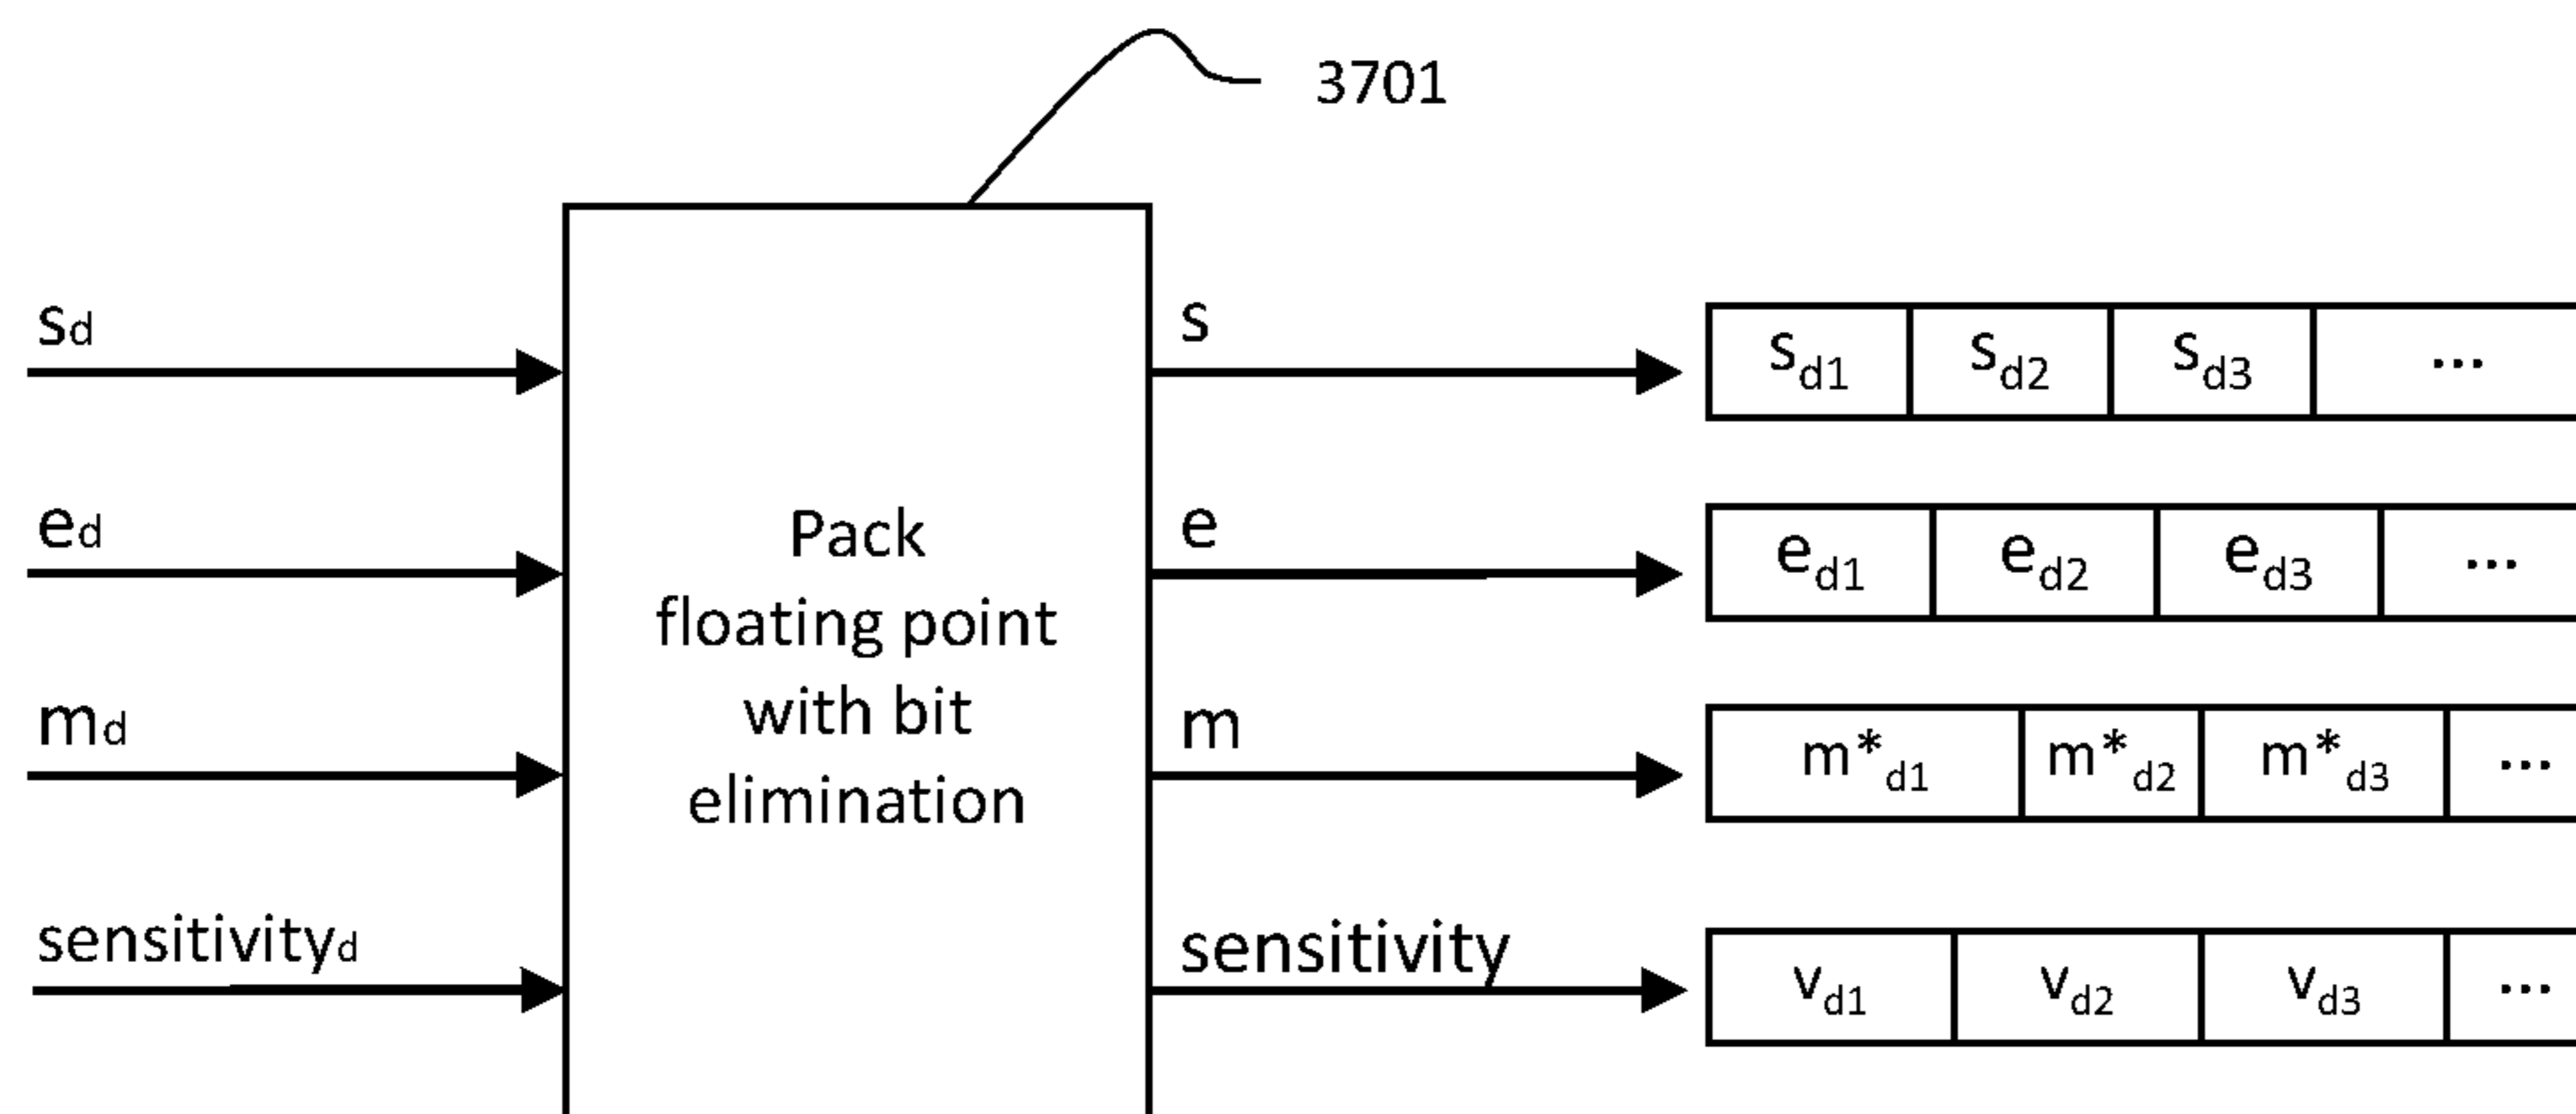 3701
sd
s
sd1 sd2 sd3 ...
ed
Pack
floating point
with bit
elimination
e
ed1 ed2 ed3 ...
md
m
m*d1 m*d2 m*d3 ...
sensitivityd
sensitivity
vd1 vd2 vd3 ...